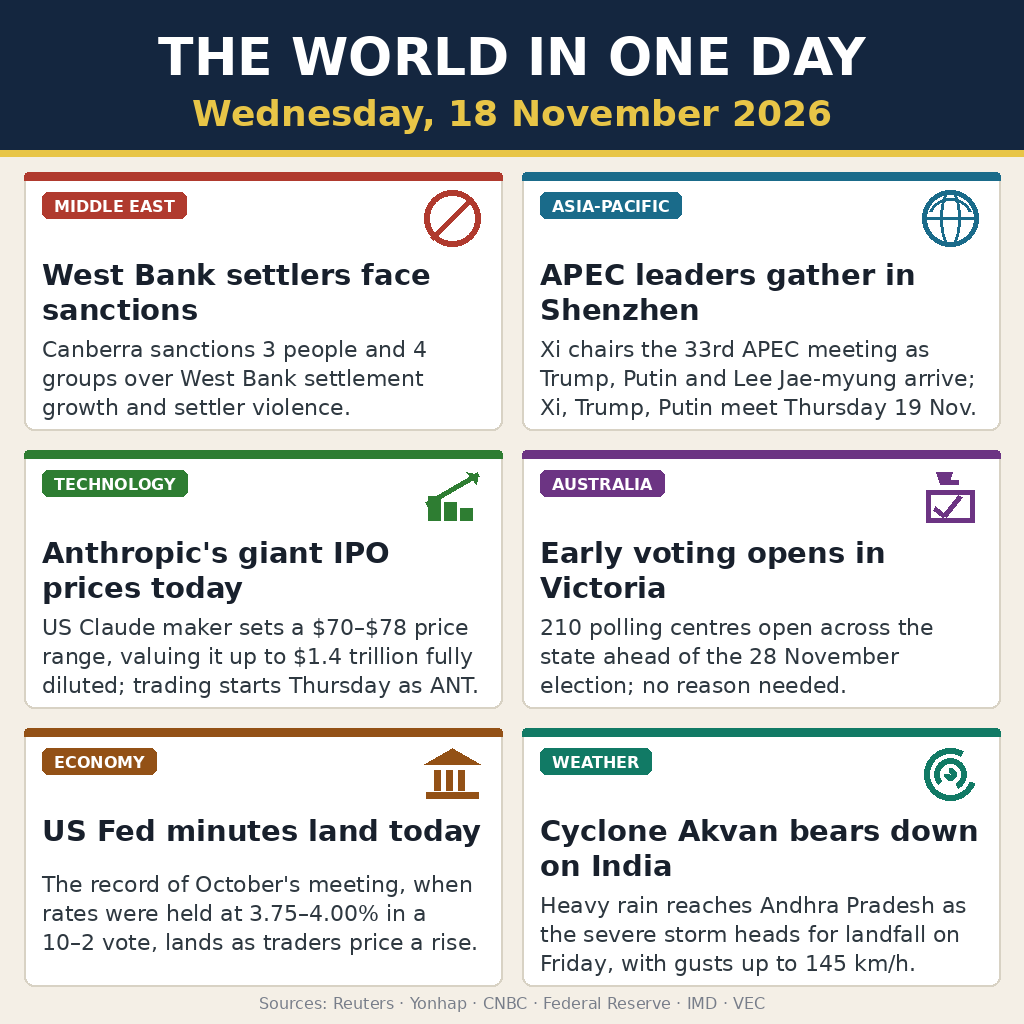 THE WORLD IN ONE DAY
Wednesday, 18 November 2026
MIDDLE EAST
West Bank settlers face
sanctions
Canberra sanctions 3 people and 4
groups over West Bank settlement
growth and settler violence.
ASIA-PACIFIC
APEC leaders gather in
Shenzhen
Xi chairs the 33rd APEC meeting as
Trump, Putin and Lee Jae-myung arrive;
Xi, Trump, Putin meet Thursday 19 Nov.
TECHNOLOGY
Anthropic's giant IPO
prices today
US Claude maker sets a $70–$78 price
range, valuing it up to $1.4 trillion fully
diluted; trading starts Thursday as ANT.
AUSTRALIA
Early voting opens in
Victoria
210 polling centres open across the
state ahead of the 28 November
election; no reason needed.
ECONOMY
US Fed minutes land today
The record of October's meeting, when
rates were held at 3.75–4.00% in a
10–2 vote, lands as traders price a rise.
WEATHER
Cyclone Akvan bears down
on India
Heavy rain reaches Andhra Pradesh as
the severe storm heads for landfall on
Friday, with gusts up to 145 km/h.
Sources: Reuters · Yonhap · CNBC · Federal Reserve · IMD · VEC